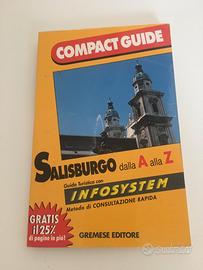 COMPACT GUIDE
SALISBURGO dalla A alla Z
Guida Turistica con
INFOSYSTEM
Metodo di CONSULTAZIONE RAPIDA
GRATIS
il 25%
di pagine in più!
GREMESE EDITORE
subito